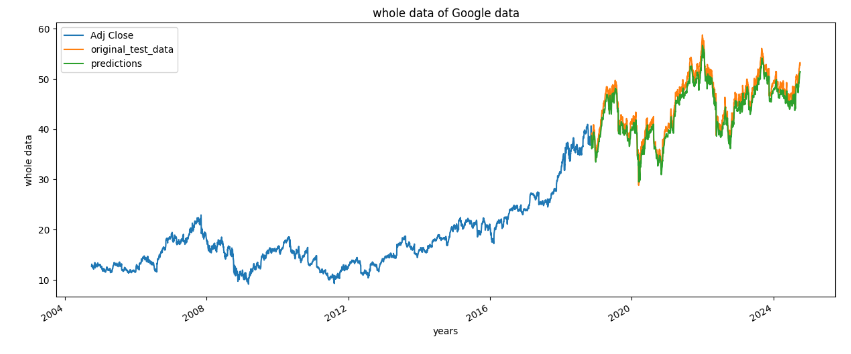 whole data of Google data
Adj Close
original_test_data
predictions
whole data
60
50
40
30
20
10
2004
2008
2012
2016
2020
2024
years